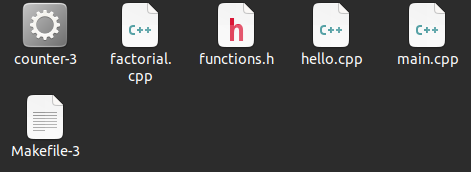 C++
h
C++
C++
counter-3
factorial.
cpp
functions.h
hello.cpp
main.cpp
Makefile-3